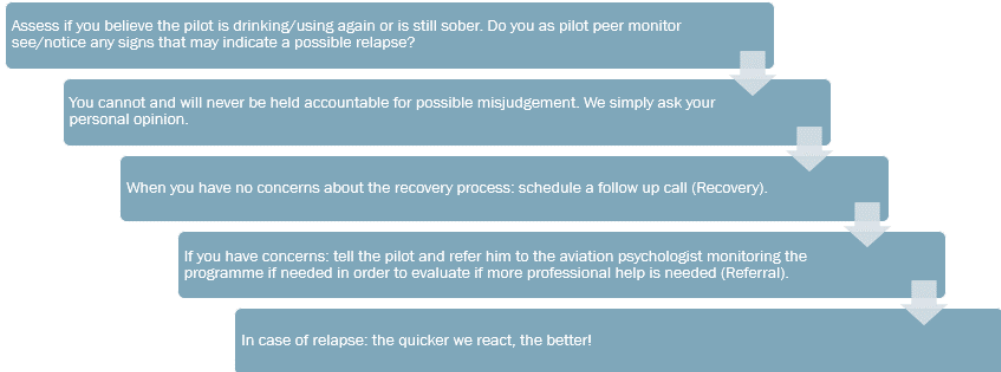 Assess if you believe the pilot is drinking/using again or is still sober. Do you as pilot peer monitor
see/notice any signs that may indicate a possible relapse?
You cannot and will never be held accountable for possible misjudgement. We simply ask your
personal opinion.
When you have no concerns about the recovery process: schedule a follow up call (Recovery).
If you have concerns: tell the pilot and refer him to the aviation psychologist monitoring the
programme if needed in order to evaluate if more professional help is needed (Referral).
In case of relapse: the quicker we react, the better!